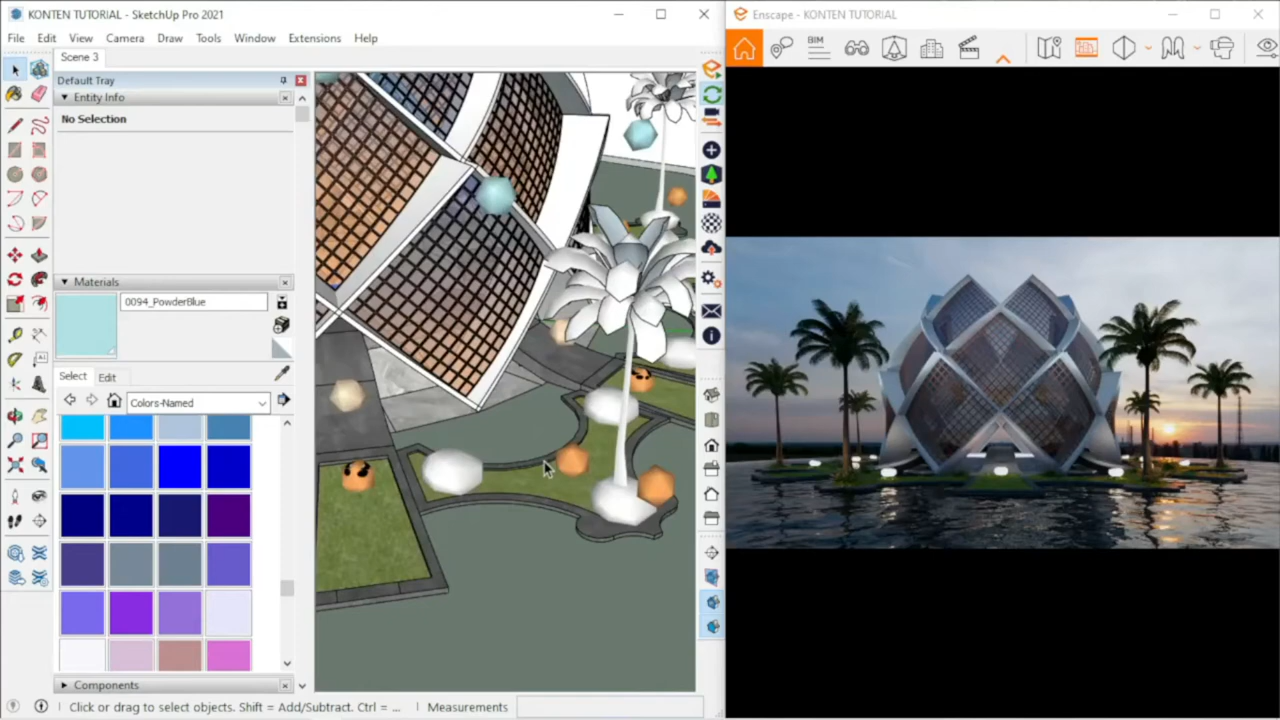 KONTEN TUTORIAL - SketchUp Pro 2021
File Edit View Camera Draw Tools Window Extensions Help
Scene 3
Default Tray
Entity Info
No Selection
Materials
0094_PowderBlue
Select Edit
Colors-Named
Components
Click or drag to select objects. Shift = Add/Subtract. Ctrl = ...
Measurements
Enscape - KONTEN TUTORIAL
BIM